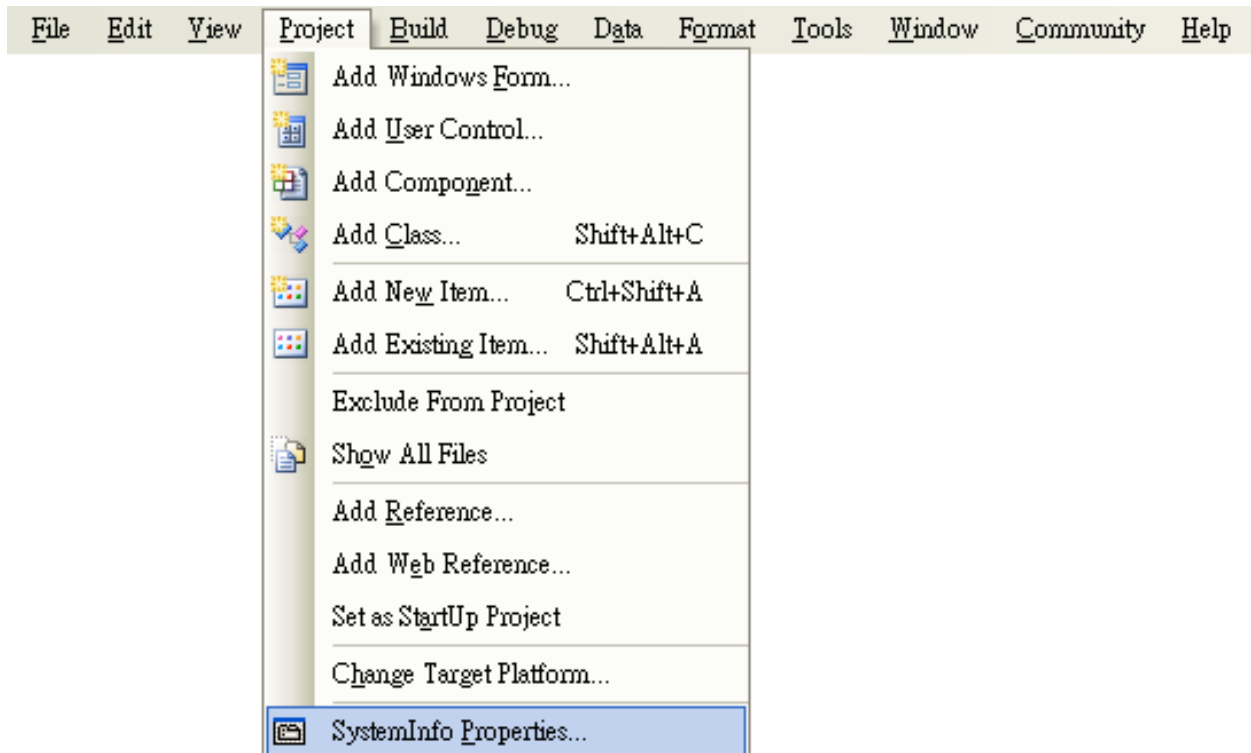 File Edit View Project Build Debug Data Format Tools Window Community Help
Add Windows Form...
Add User Control...
Add Component...
Add Class... Shift+Alt+C
Add New Item... Ctrl+Shift+A
Add Existing Item... Shift+Alt+A
Exclude From Project
Show All Files
Add Reference...
Add Web Reference...
Set as StartUp Project
Change Target Platform...
SystemInfo Properties...